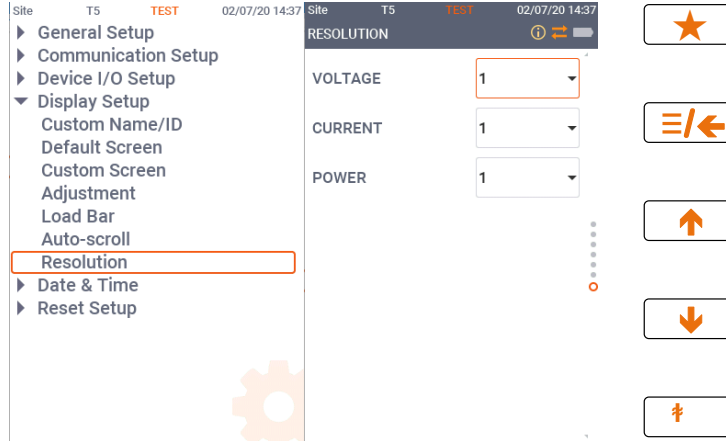 Site T5 TEST 02/07/20 14:37
General Setup
Communication Setup
Device I/O Setup
Display Setup
Custom Name/ID
Default Screen
Custom Screen
Adjustment
Load Bar
Auto-scroll
Resolution
Date & Time
Reset Setup
Site T5 TEST 02/07/20 14:37
RESOLUTION
VOLTAGE 1
CURRENT 1
POWER 1